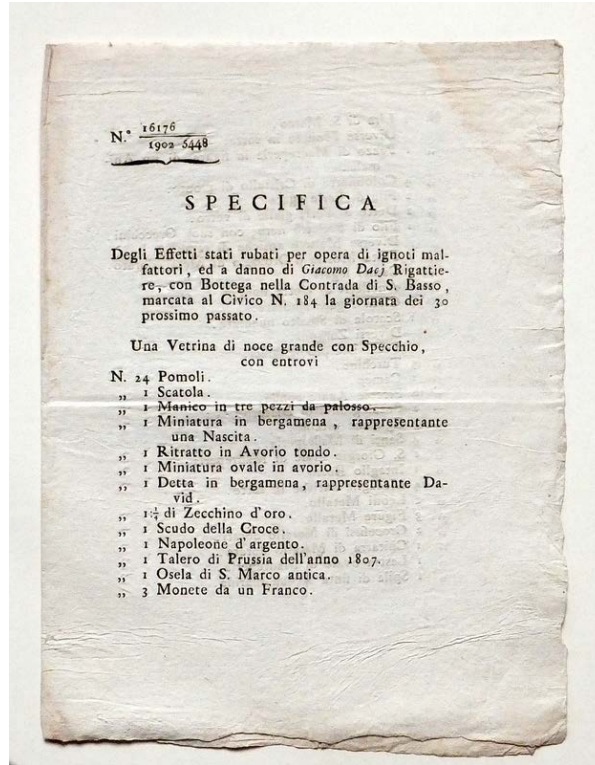 N.° 16176
1902 5448
SPECIFICA
Degli Effetti stati rubati per opera di ignoti mal-
fattori, ed a danno di Giacomo Dacj Rigattie-
re, con Bottega nella Contrada di S. Basso,
marcata al Civico N. 184 la giornata dei 30
prossimo passato.
Una Vetrina di noce grande con Specchio,
con entrovi
N. 24 Pomoli.
„ 1 Scatola.
„ 1 Manico in tre pezzi da palosso.
„ 1 Miniatura in bergamena, rappresentante
una Nascita.
„ 1 Ritratto in Avorio tondo.
„ 1 Miniatura ovale in avorio.
„ 1 Detta in bergamena, rappresentante Da-
vid.
„ di Zecchino d'oro.
„ 1 Scudo della Croce.
„ 1 Napoleone d'argento.
„ 1 Talero di Prussia dell'anno 1807.
„ 1 Osela di S. Marco antica.
„ 3 Monete da un Franco.